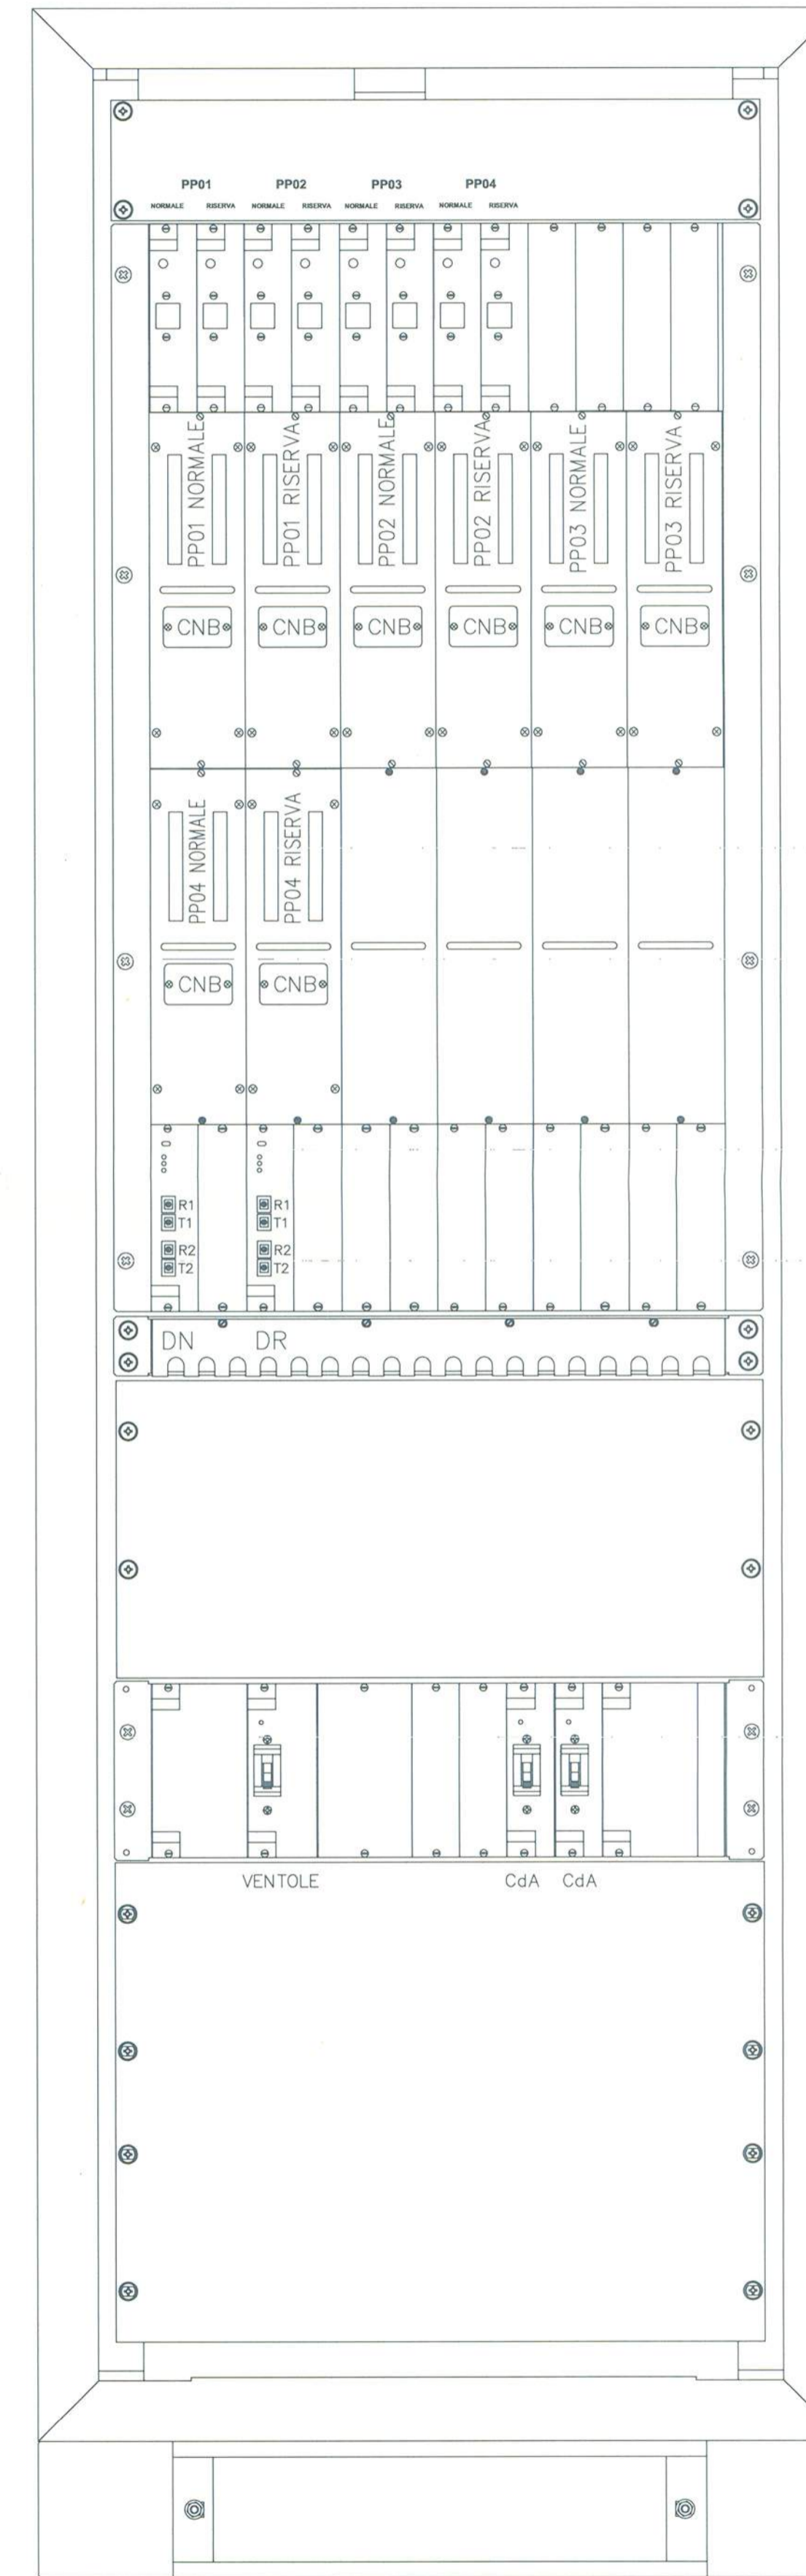 PP01 PP02 PP03 PP04
NORMALE RISERVA NORMALE RISERVA NORMALE RISERVA NORMALE RISERVA
PP01 NORMALE
PP01 RISERVA
PP02 NORMALE
PP02 RISERVA
PP03 NORMALE
PP03 RISERVA
CNB CNB CNB CNB CNB CNB
PP04 NORMALE
PP04 RISERVA
CNB CNB
R1 R1
T1 T1
R2 R2
T2 T2
DN DR
VENTOLE CdA CdA